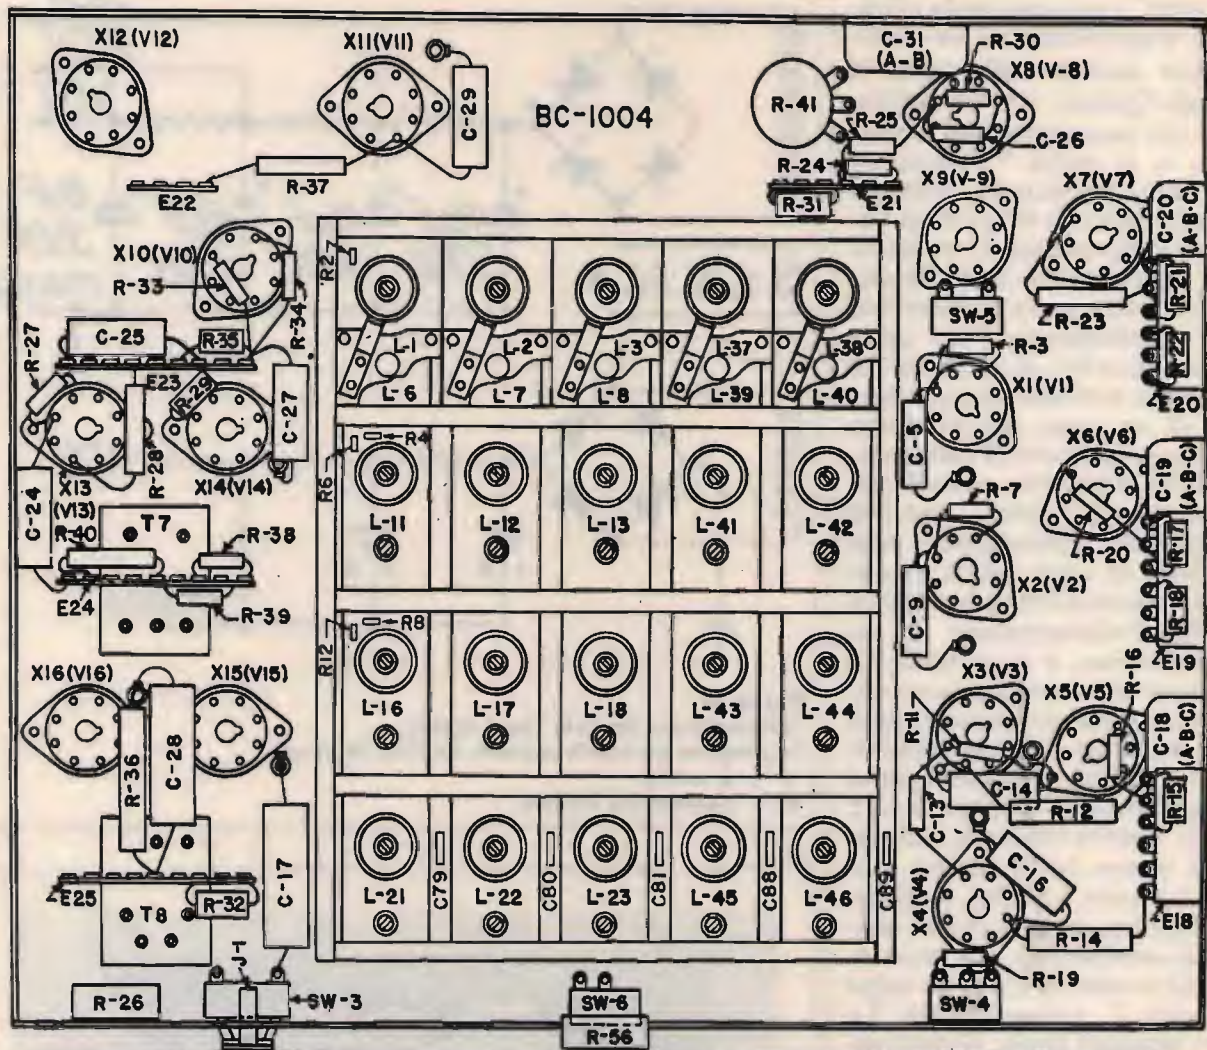 X12(V12)
X11(V11)
C-29
BC-1004
R-41
C-31
(A-B)
R-30
X8(V-8)
R-25
C-26
R-24
E22
R-37
R-31
E21
X9(V-9)
X7(V7)
C-20
(A·B·C)
X10(V10)
R-33
R2
R-34
R-21
SW-5
R-23
R-27
C-25
R-35
L-1
L-2
L-3
L-37
L-38
R-3
R-22
E23
R-29
C-27
L-6
L-7
L-8
L-39
L-40
X1(V1)
E20
C-5
R4
R6
X6(V6)
C-19
(A·B·C)
C-24
X13
(V13)
R-28
X14(V14)
R-7
R-40
T7
R-38
L-11
L-12
L-13
L-41
L-42
R-20
R-17
E24
R-39
X2(V2)
C-9
R-18
R12
R8
E19
X16(V16)
X15(V15)
X3(V3)
X5(V5)
R-16
L-16
L-17
L-18
L-43
L-44
R-11
C-18
(A·B·C)
R-36
C-28
C-14
C-13
R-12
R-15
C-17
L-21
C79
L-22
C80
L-23
C81
L-45
C88
L-46
C89
C-16
X4(V4)
E25
T8
R-32
E18
R-14
J-1
R-19
R-26
SW-3
SW-6
SW-4
R-56